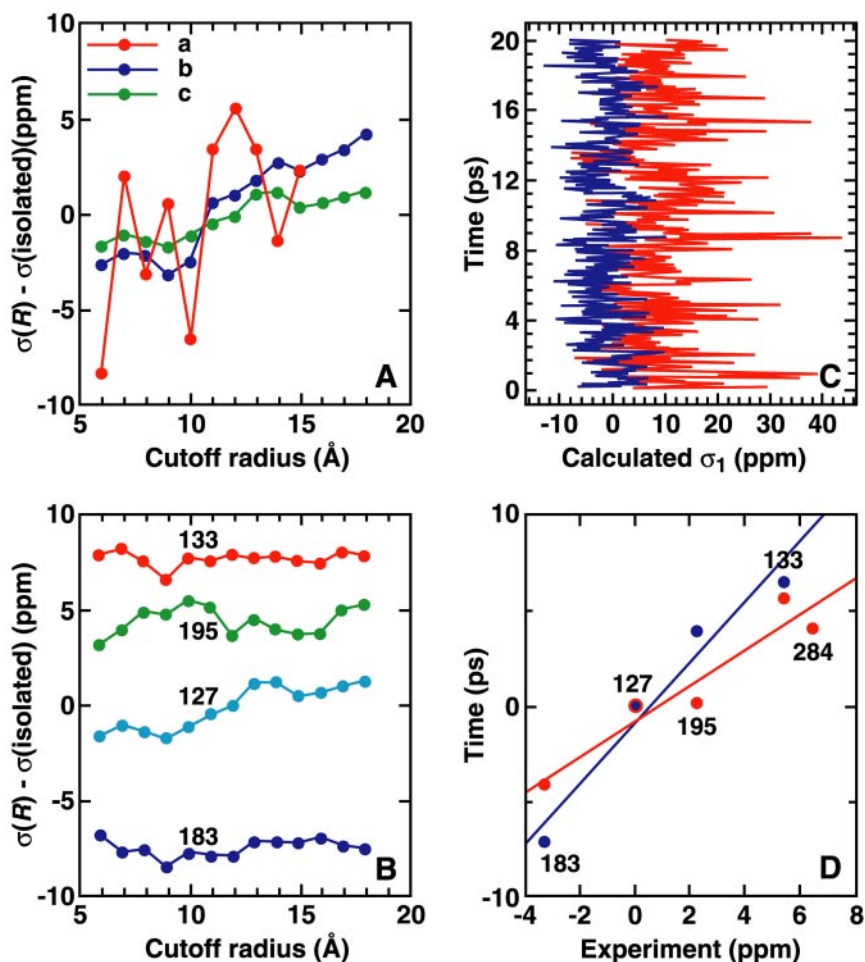 10
5
0
-5
-10
σ(R) - σ(isolated)(ppm)
a
b
c
A
5 10 15 20
Cutoff radius (Å)
20
16
12
8
4
0
Time (ps)
C
-10 0 10 20 30 40
Calculated σ1 (ppm)
10
5
0
-5
-10
σ(R) - σ(isolated) (ppm)
133
195
127
183
B
5 10 15 20
Cutoff radius (Å)
10
0
-10
Time (ps)
133
284
127
195
183
D
-4 -2 0 2 4 6 8
Experiment (ppm)